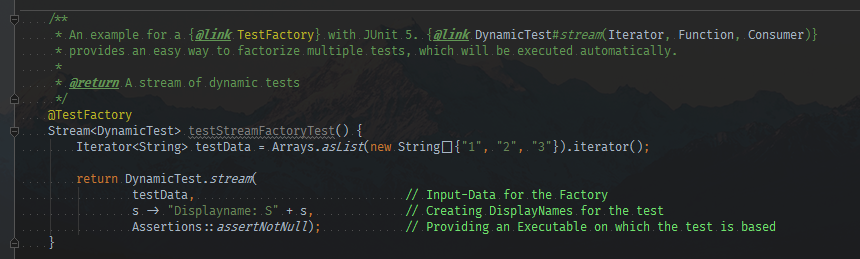 /**
 * An example for a {@link TestFactory} with JUnit 5. {@link DynamicTest#stream(Iterator, Function, Consumer)}
 * provides an easy way to factorize multiple tests, which will be executed automatically.
 *
 * @return A stream of dynamic tests
 */
@TestFactory
Stream<DynamicTest> testStreamFactoryTest() {
    Iterator<String> testData = Arrays.asList(new String[]{"1", "2", "3"}).iterator();

    return DynamicTest.stream(
            testData,                              // Input-Data for the Factory
            s -> "Displayname: S" + s,             // Creating DisplayNames for the test
            Assertions::assertNotNull);            // Providing an Executable on which the test is based
}